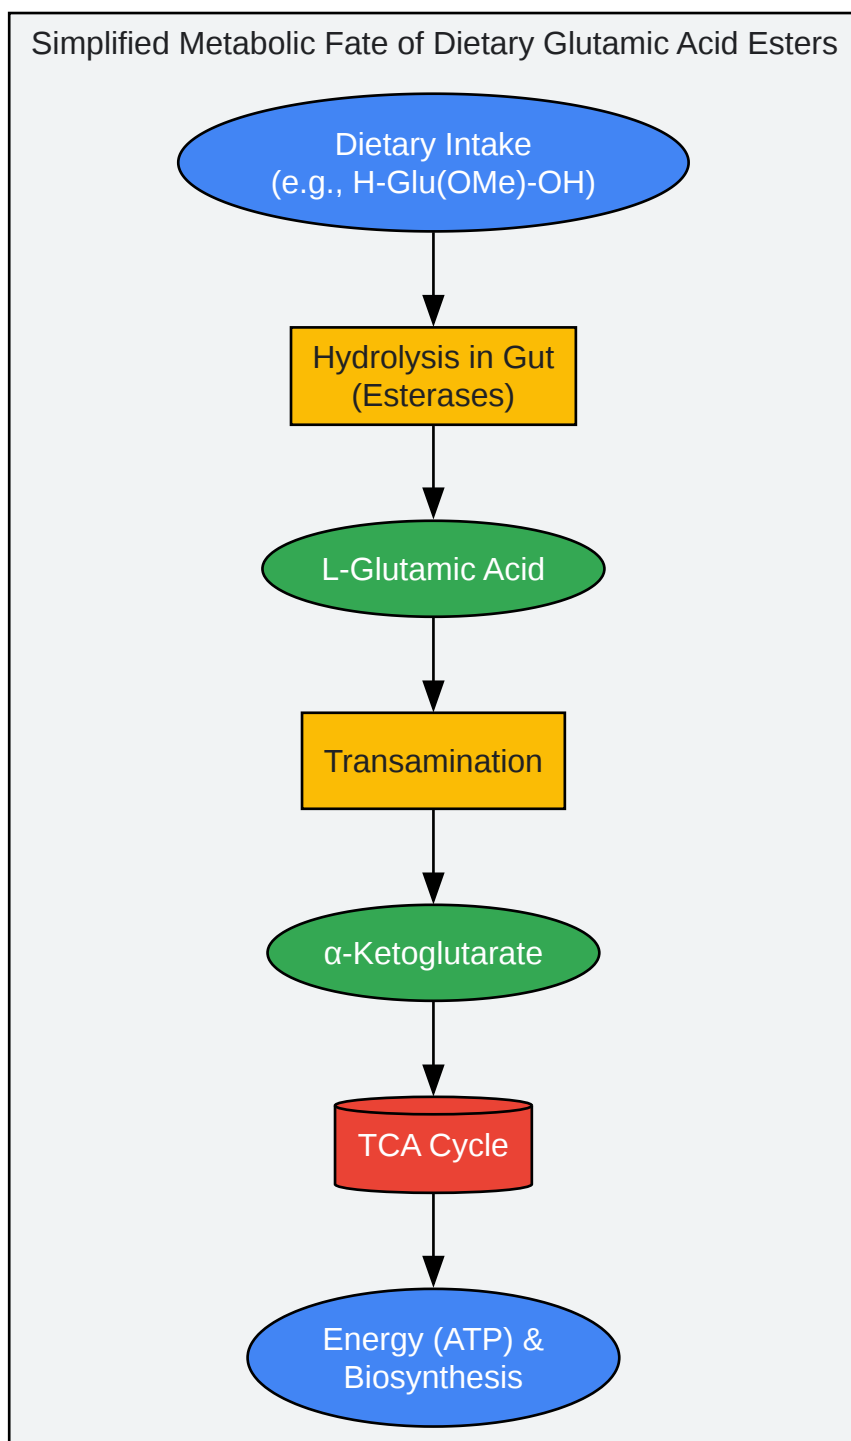 Simplified Metabolic Fate of Dietary Glutamic Acid Esters
Dietary Intake
(e.g., H-Glu(OMe)-OH)
Hydrolysis in Gut
(Esterases)
L-Glutamic Acid
Transamination
α-Ketoglutarate
TCA Cycle
Energy (ATP) &
Biosynthesis